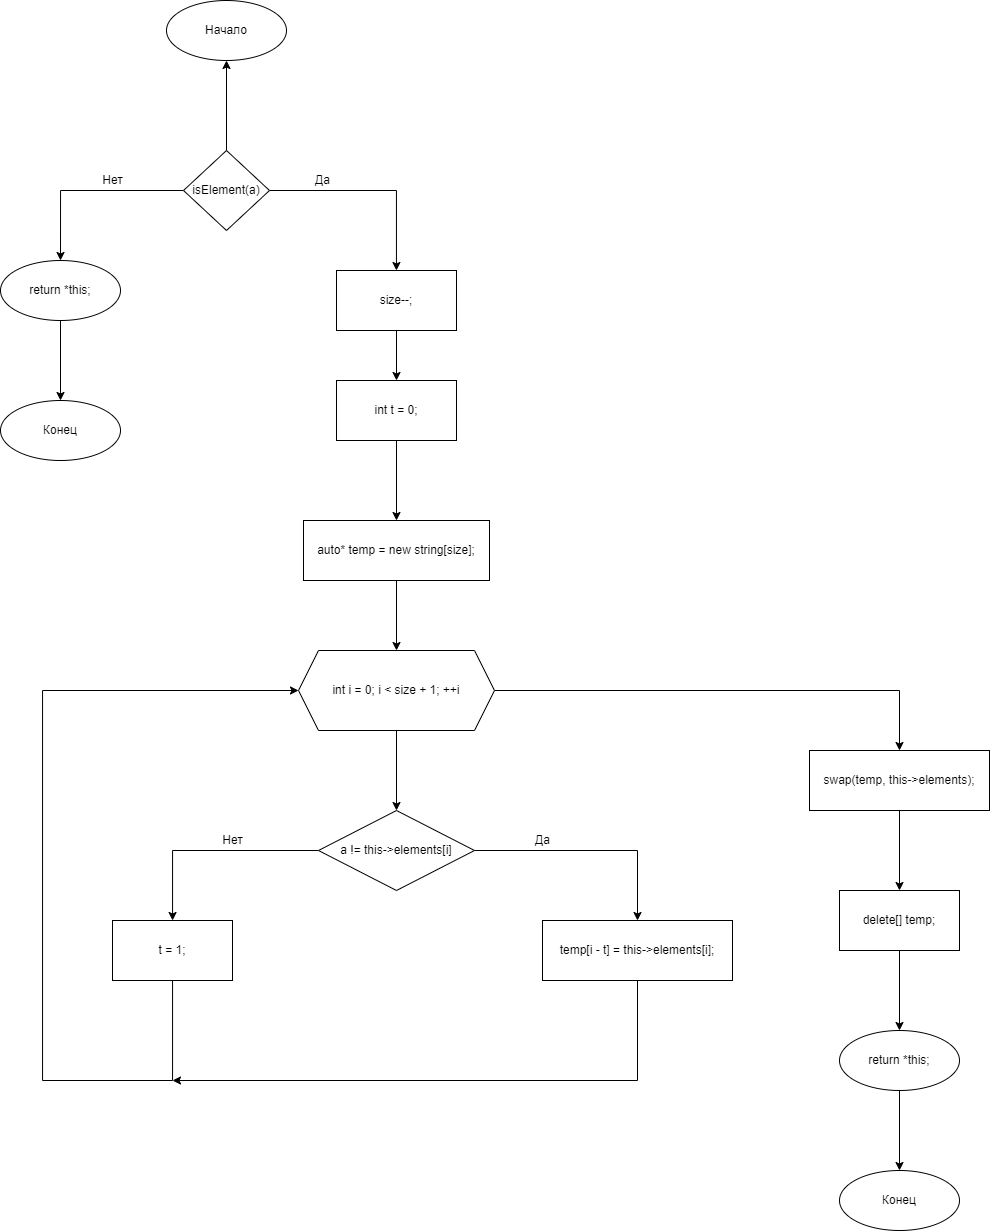 Начало
isElement(a)
Нет
Да
return *this;
size--;
int t = 0;
Конец
auto* temp = new string[size];
int i = 0; i < size + 1; ++i
swap(temp, this->elements);
a != this->elements[i]
Нет
Да
t = 1;
temp[i - t] = this->elements[i];
delete[] temp;
return *this;
Конец